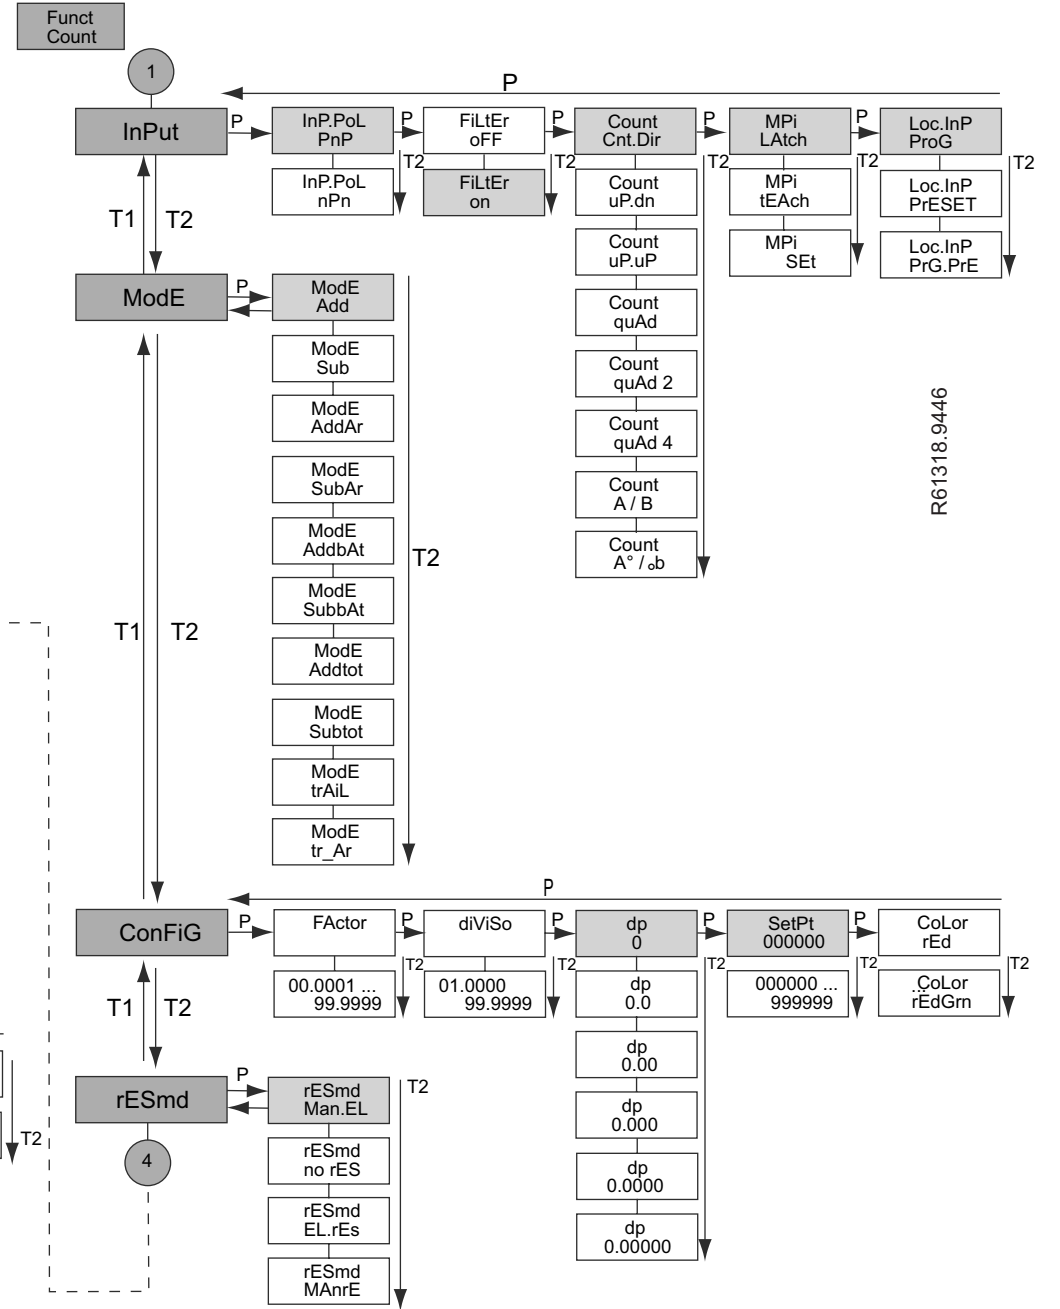 Funct
Count
1
P
InPut
P
InP.PoL
PnP
P
FiLtEr
oFF
P
Count
Cnt.Dir
P
MPi
LAtch
P
Loc.InP
ProG
T2
T2
T2
T2
T2
InP.PoL
nPn
FiLtEr
on
Count
uP.dn
MPi
tEAch
Loc.InP
PrESET
T1
T2
Count
uP.uP
MPi
SEt
Loc.InP
PrG.PrE
ModE
P
ModE
Add
Count
quAd
ModE
Sub
Count
quAd 2
ModE
AddAr
Count
quAd 4
R61318.9446
ModE
SubAr
Count
A / B
ModE
AddbAt
T2
Count
A° / ob
ModE
SubbAt
T1
T2
ModE
Addtot
ModE
Subtot
ModE
trAiL
ModE
tr_Ar
P
ConFiG
P
FActor
P
diViSo
P
dp
0
P
SetPt
000000
P
CoLor
rEd
T2
T2
T2
T2
T2
00.0001 ...
99.9999
01.0000
99.9999
dp
0.0
000000 ...
999999
CoLor
...
rEdGrn
T1
T2
dp
0.00
rESmd
P
rESmd
Man.EL
T2
dp
0.000
T2
4
rESmd
no rES
dp
0.0000
rESmd
EL.rEs
dp
0.00000
rESmd
MAnrE